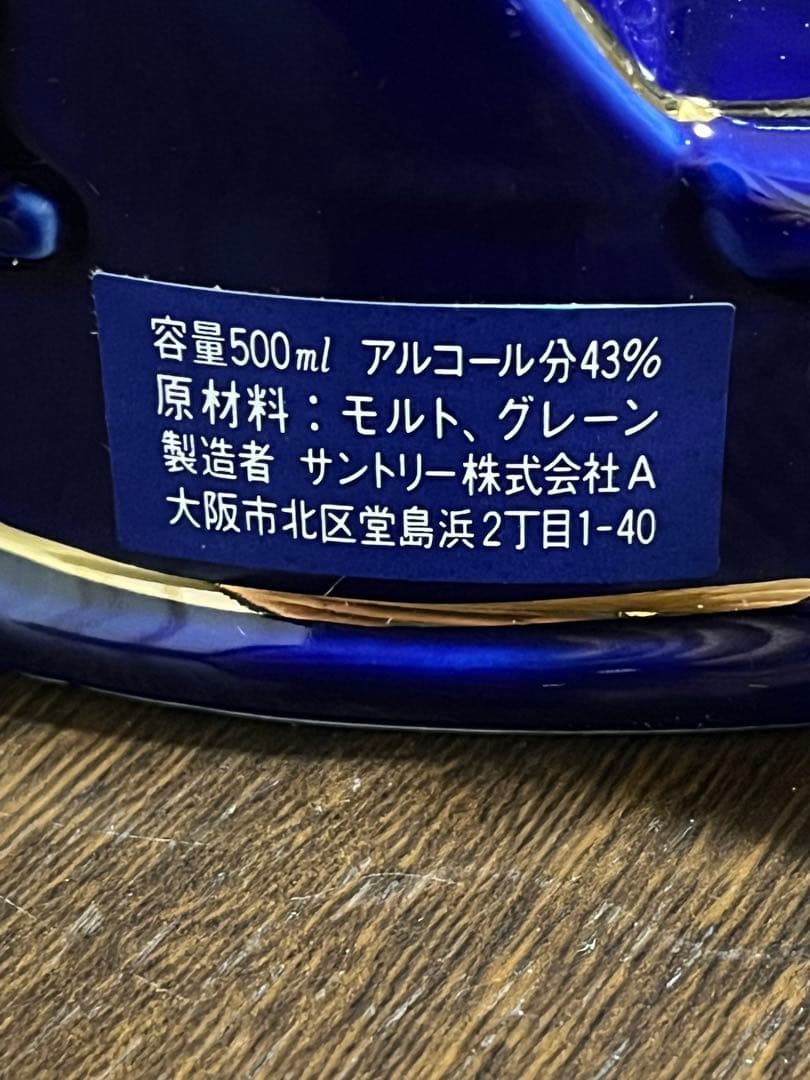 容量500ml アルコール分43%
原材料：モルト、グレーン
製造者 サントリー株式会社A
大阪市北区堂島浜2丁目1-40